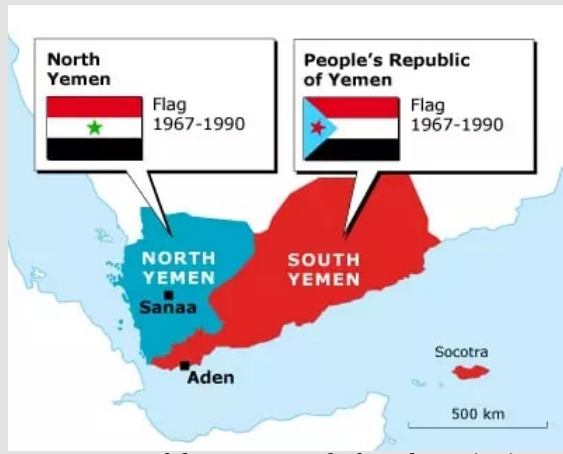 North
Yemen
Flag
1967-1990
People's Republic
of Yemen
Flag
1967-1990
NORTH
YEMEN
Sanaa
SOUTH
YEMEN
Aden
Socotra
500 km